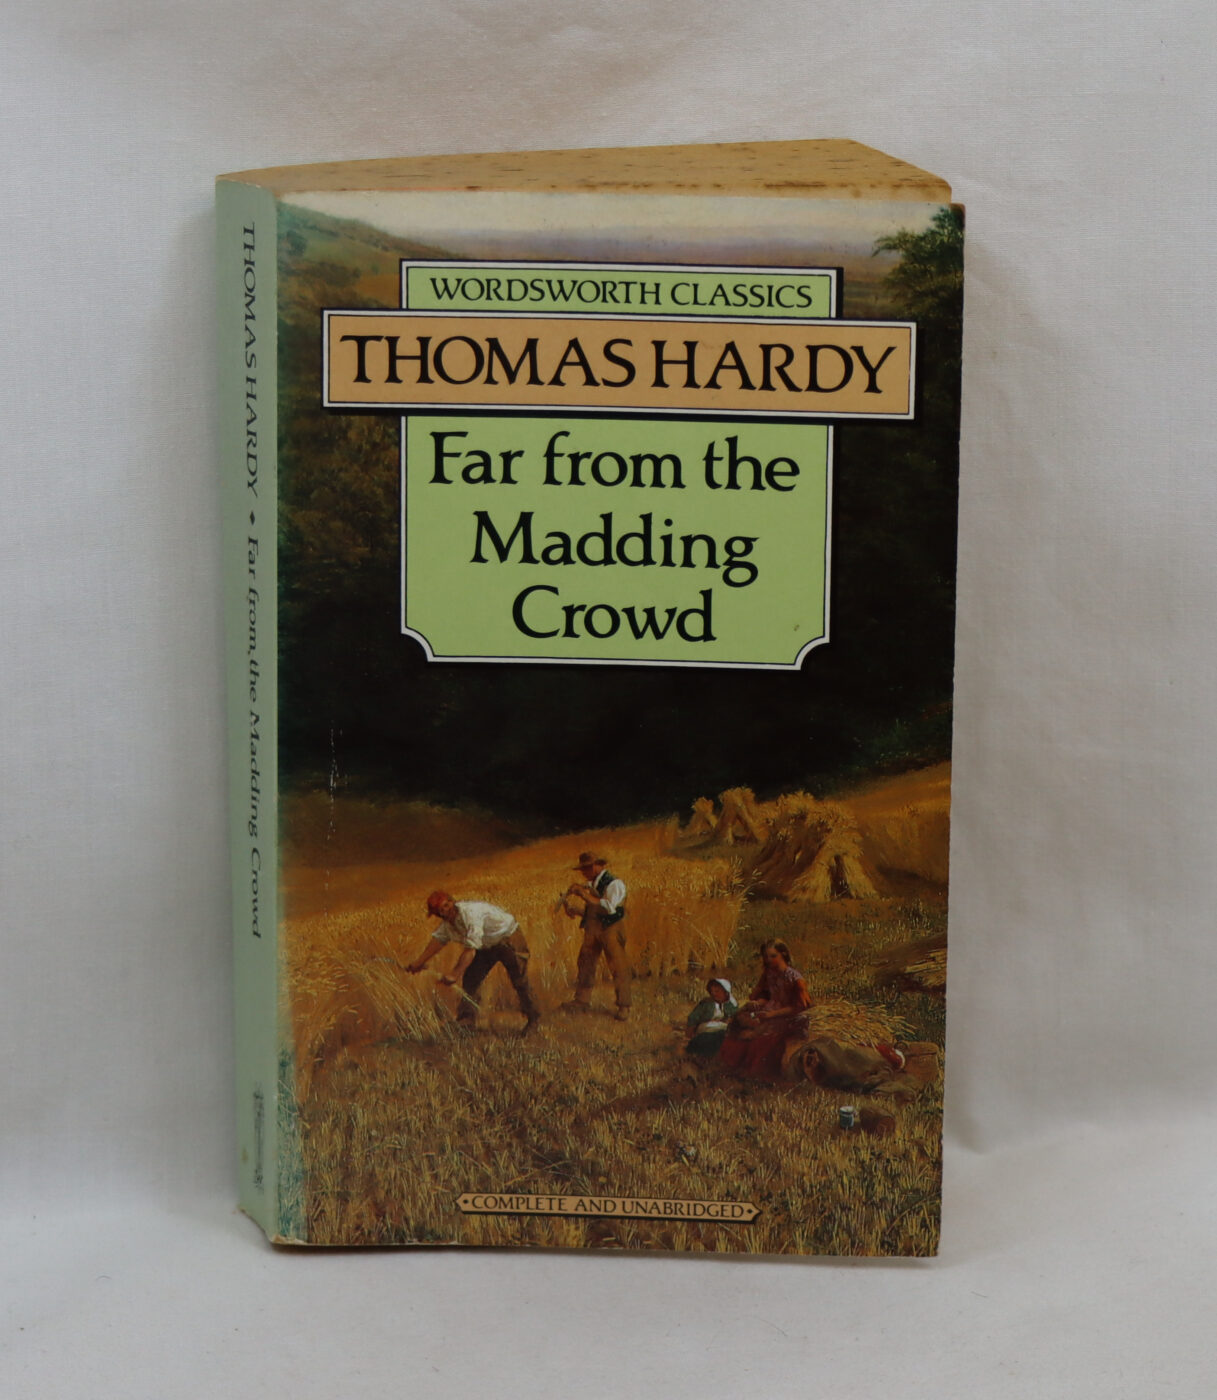 WORDSWORTH CLASSICS
THOMAS HARDY
Far from the
Madding
Crowd
•COMPLETE AND UNABRIDGED•
THOMAS HARDY ♦ Far from the Madding Crowd